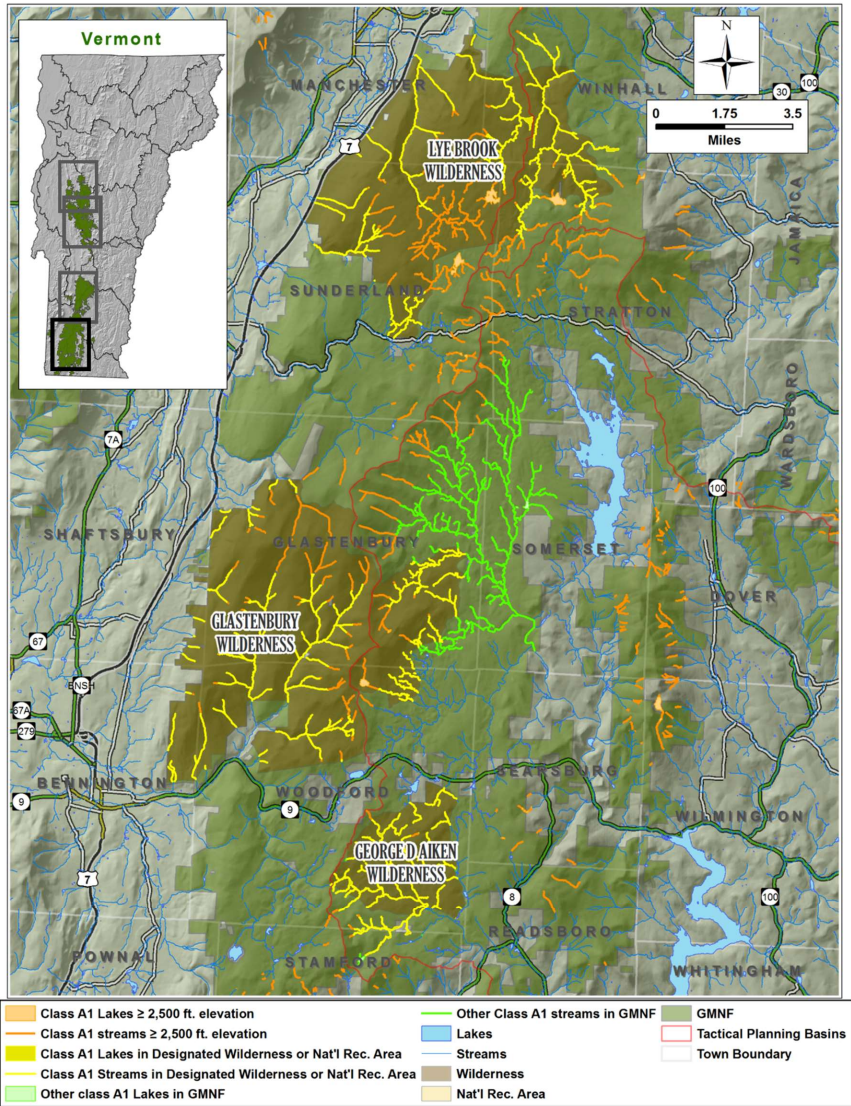 Vermont
N
0 1.75 3.5
Miles
MANCHESTER
WINHALL
30
100
7
LYE BROOK
WILDERNESS
JAMAICA
SUNDERLAND
STRATTON
WARDSBORO
7A
100
SHAFTSBURY
GLASTENBURY
SOMERSET
DOVER
GLASTENBURY
WILDERNESS
67
67A
279
BENNINGTON
SEARSBURG
WOODFORD
9
9
WILMINGTON
GEORGE D AIKEN
WILDERNESS
7
8
100
READSBORO
POWNAL
STAMFORD
WHITINGHAM
Class A1 Lakes ≥ 2,500 ft. elevation
Class A1 streams ≥ 2,500 ft. elevation
Class A1 Lakes in Designated Wilderness or Nat'l Rec. Area
Class A1 Streams in Designated Wilderness or Nat'l Rec. Area
Other class A1 Lakes in GMNF
Other Class A1 streams in GMNF
Lakes
Streams
Wilderness
Nat'l Rec. Area
GMNF
Tactical Planning Basins
Town Boundary